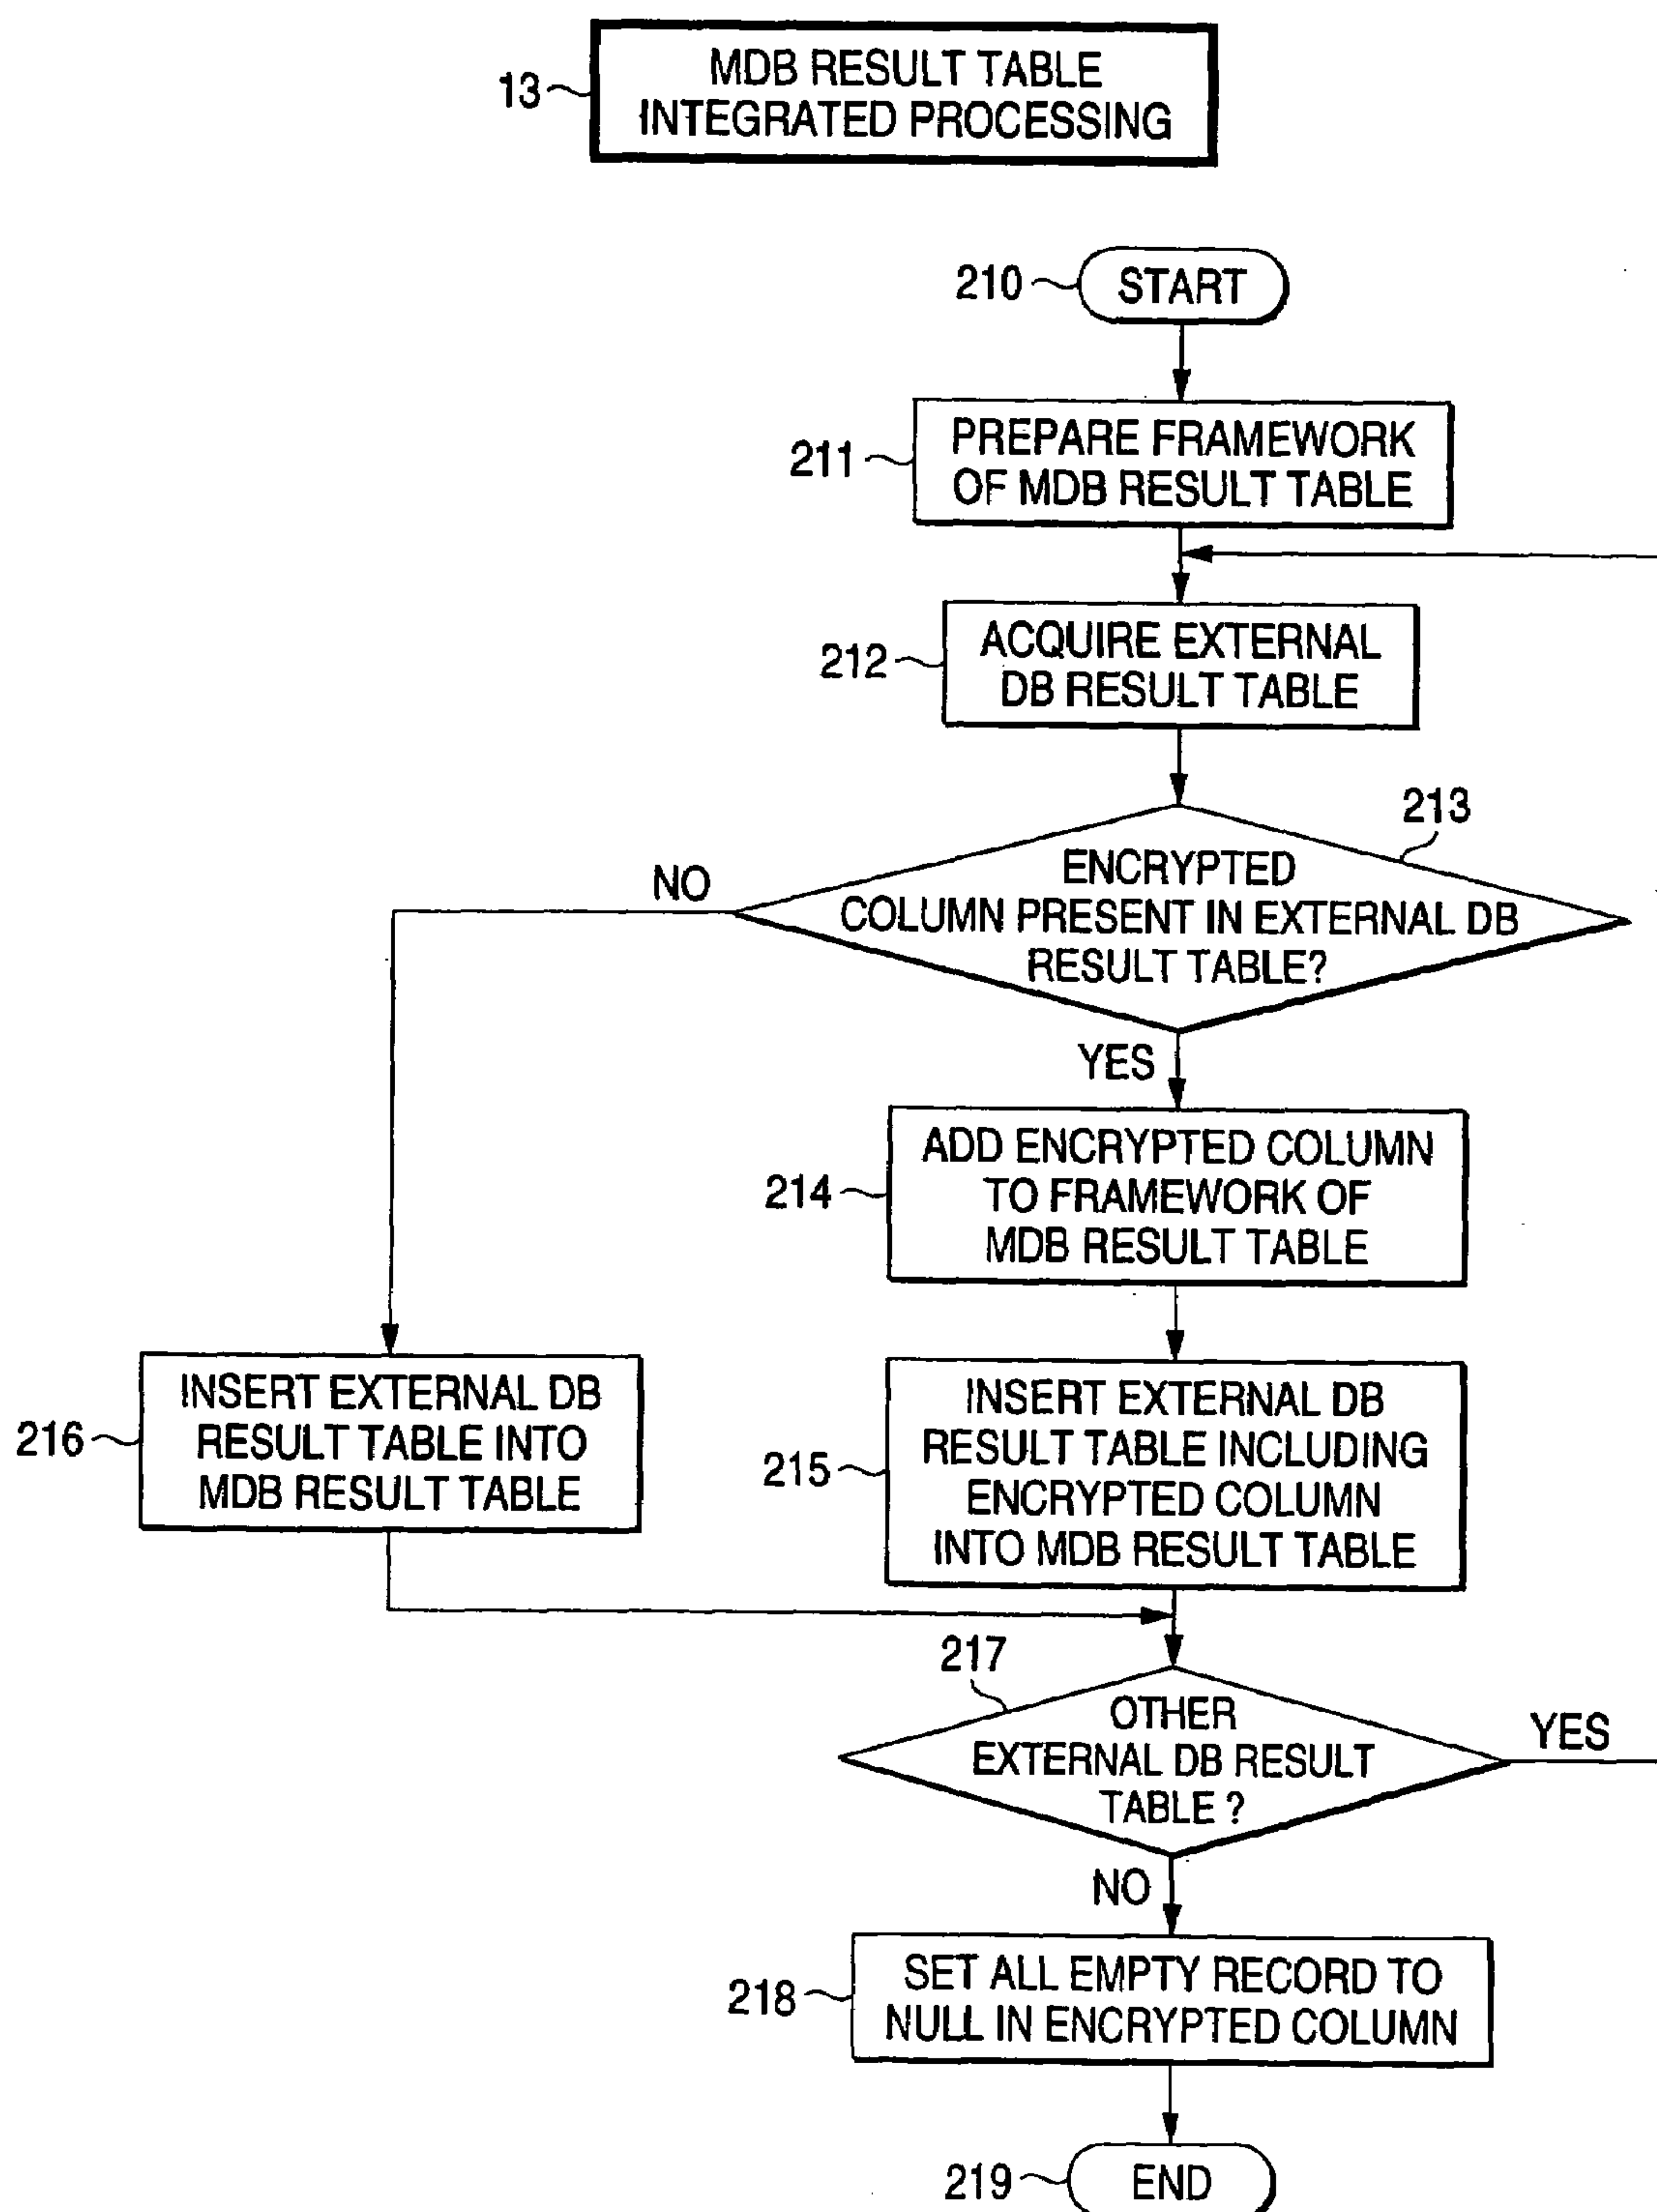 13
MDB RESULT TABLE
INTEGRATED PROCESSING
210
START
211
PREPARE FRAMEWORK
OF MDB RESULT TABLE
212
ACQUIRE EXTERNAL
DB RESULT TABLE
213
ENCRYPTED
COLUMN PRESENT IN EXTERNAL DB
RESULT TABLE?
NO
YES
214
ADD ENCRYPTED COLUMN
TO FRAMEWORK OF
MDB RESULT TABLE
216
INSERT EXTERNAL DB
RESULT TABLE INTO
MDB RESULT TABLE
215
INSERT EXTERNAL DB
RESULT TABLE INCLUDING
ENCRYPTED COLUMN
INTO MDB RESULT TABLE
217
OTHER
EXTERNAL DB RESULT
TABLE ?
YES
NO
218
SET ALL EMPTY RECORD TO
NULL IN ENCRYPTED COLUMN
219
END